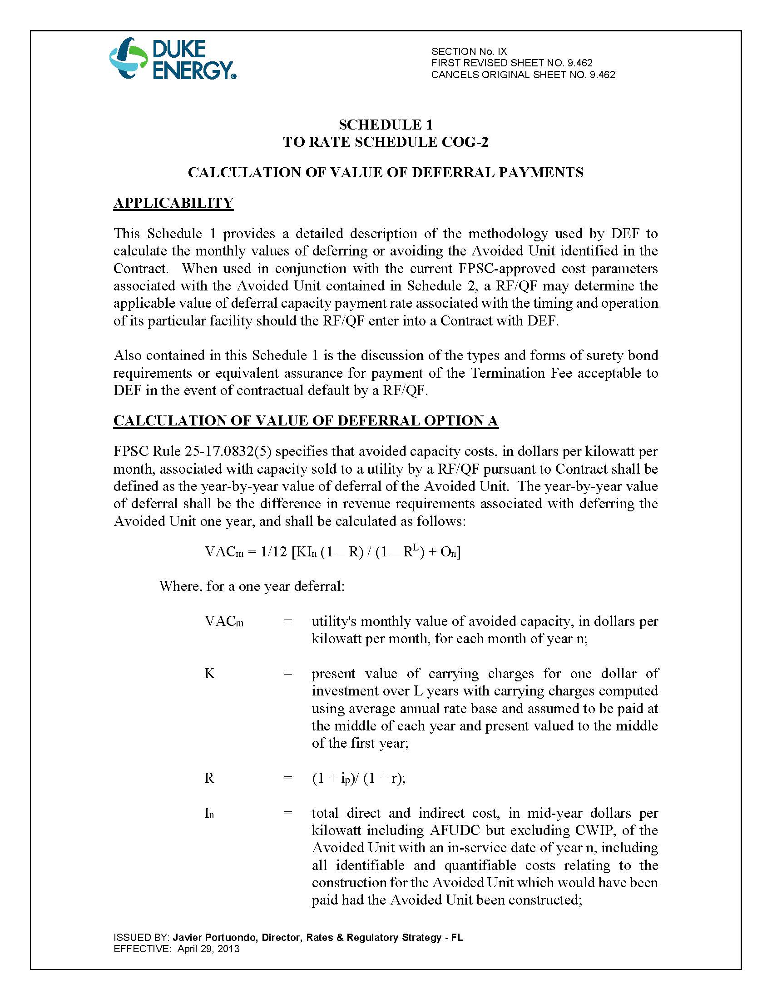 DUKE
ENERGY®
SECTION No. IX
FIRST REVISED SHEET NO. 9.462
CANCELS ORIGINAL SHEET NO. 9.462
SCHEDULE 1
TO RATE SCHEDULE COG-2
CALCULATION OF VALUE OF DEFERRAL PAYMENTS
APPLICABILITY
This Schedule 1 provides a detailed description of the methodology used by DEF to
calculate the monthly values of deferring or avoiding the Avoided Unit identified in the
Contract. When used in conjunction with the current FPSC-approved cost parameters
associated with the Avoided Unit contained in Schedule 2, a RF/QF may determine the
applicable value of deferral capacity payment rate associated with the timing and operation
of its particular facility should the RF/QF enter into a Contract with DEF.
Also contained in this Schedule 1 is the discussion of the types and forms of surety bond
requirements or equivalent assurance for payment of the Termination Fee acceptable to
DEF in the event of contractual default by a RF/QF.
CALCULATION OF VALUE OF DEFERRAL OPTION A
FPSC Rule 25-17.0832(5) specifies that avoided capacity costs, in dollars per kilowatt per
month, associated with capacity sold to a utility by a RF/QF pursuant to Contract shall be
defined as the year-by-year value of deferral of the Avoided Unit. The year-by-year value
of deferral shall be the difference in revenue requirements associated with deferring the
Avoided Unit one year, and shall be calculated as follows:
VACm = 1/12 [KIn (1 – R) / (1 – R^L) + On]
Where, for a one year deferral:
VACm = utility's monthly value of avoided capacity, in dollars per
kilowatt per month, for each month of year n;
K = present value of carrying charges for one dollar of
investment over L years with carrying charges computed
using average annual rate base and assumed to be paid at
the middle of each year and present valued to the middle
of the first year;
R = (1 + ip)/ (1 + r);
In = total direct and indirect cost, in mid-year dollars per
kilowatt including AFUDC but excluding CWIP, of the
Avoided Unit with an in-service date of year n, including
all identifiable and quantifiable costs relating to the
construction for the Avoided Unit which would have been
paid had the Avoided Unit been constructed;
ISSUED BY: Javier Portuondo, Director, Rates & Regulatory Strategy - FL
EFFECTIVE: April 29, 2013